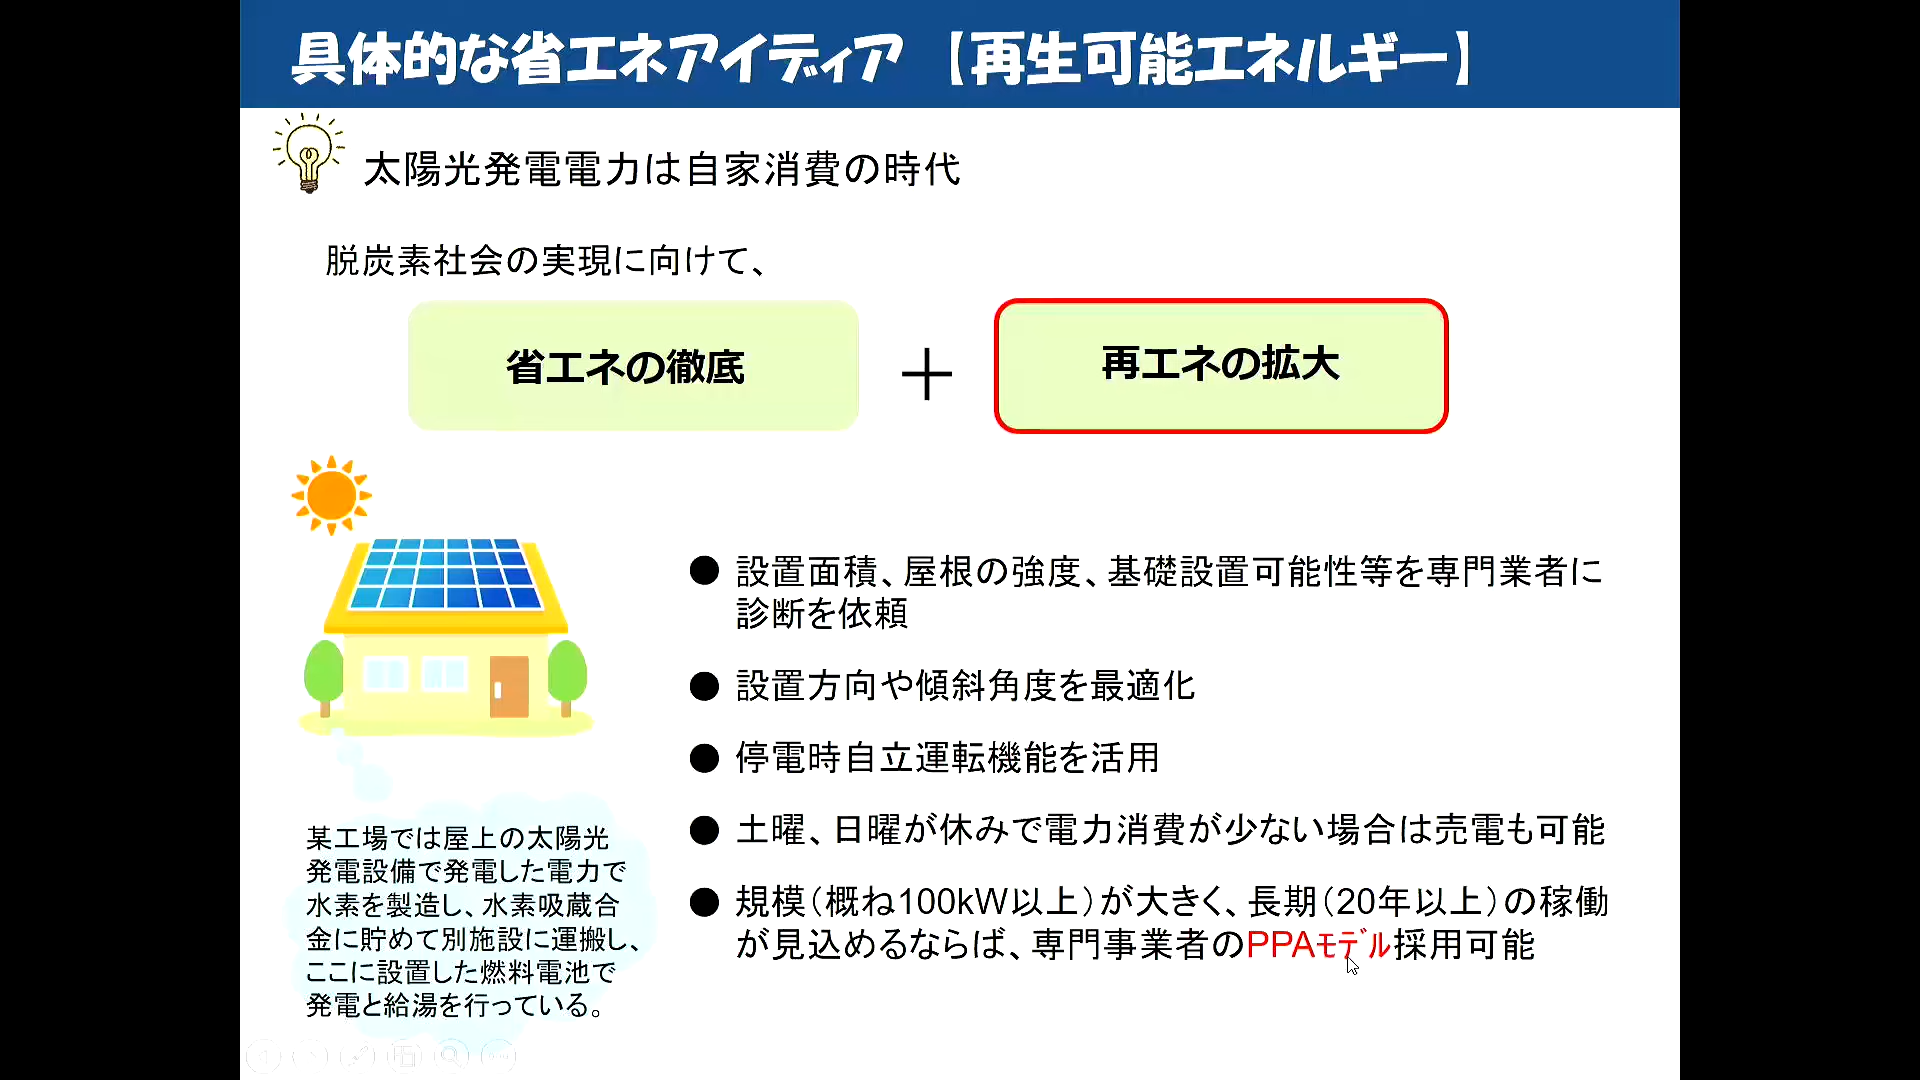 具体的な省エネアイディア【再生可能エネルギー】
太陽光発電電力は自家消費の時代
脱炭素社会の実現に向けて、
省エネの徹底
＋
再エネの拡大
● 設置面積、屋根の強度、基礎設置可能性等を専門業者に
診断を依頼
● 設置方向や傾斜角度を最適化
● 停電時自立運転機能を活用
● 土曜、日曜が休みで電力消費が少ない場合は売電も可能
● 規模（概ね100kW以上）が大きく、長期（20年以上）の稼働
が見込めるならば、専門事業者のPPAﾓﾃﾞﾙ採用可能
某工場では屋上の太陽光
発電設備で発電した電力で
水素を製造し、水素吸蔵合
金に貯めて別施設に運搬し、
ここに設置した燃料電池で
発電と給湯を行っている。